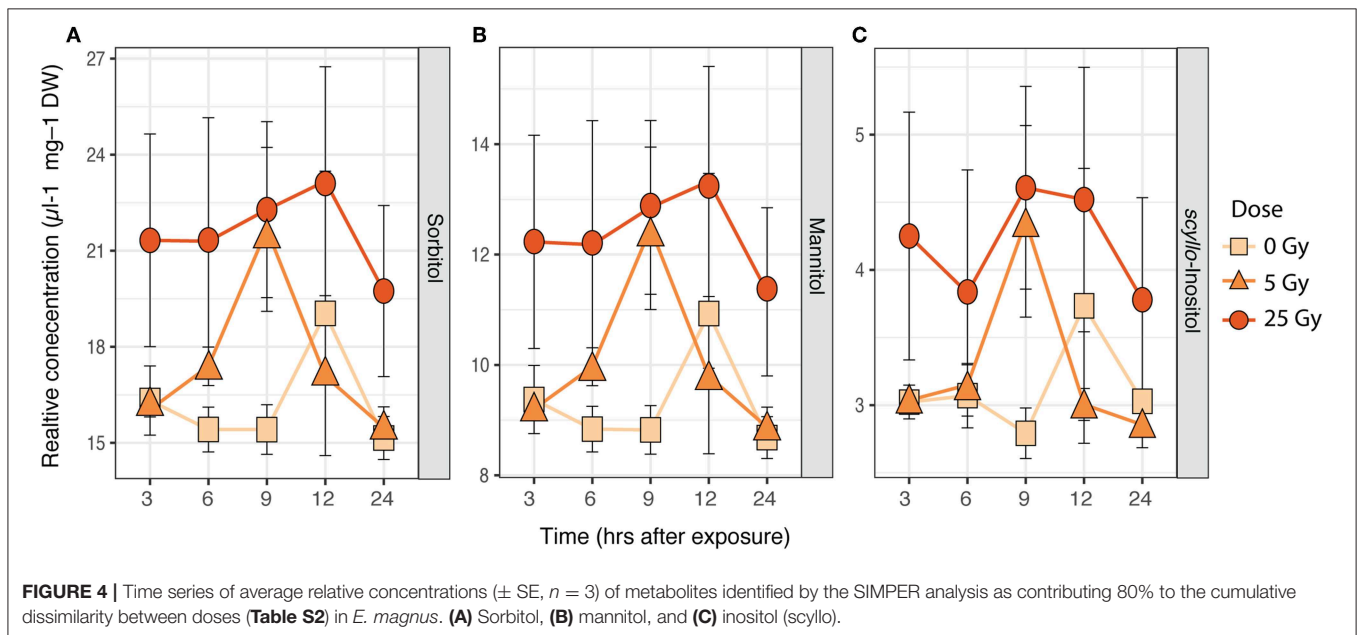 A
B
C
27
24
21
18
15
14
12
10
8
5
4
3
Realtive conecentration (µl-1 mg–1 DW)
Sorbitol
Mannitol
scyllo-Inositol
Dose
0 Gy
5 Gy
25 Gy
3 6 9 12 24
3 6 9 12 24
3 6 9 12 24
Time (hrs after exposure)
FIGURE 4 | Time series of average relative concentrations (± SE, n = 3) of metabolites identified by the SIMPER analysis as contributing 80% to the cumulative
dissimilarity between doses (Table S2) in E. magnus. (A) Sorbitol, (B) mannitol, and (C) inositol (scyllo).